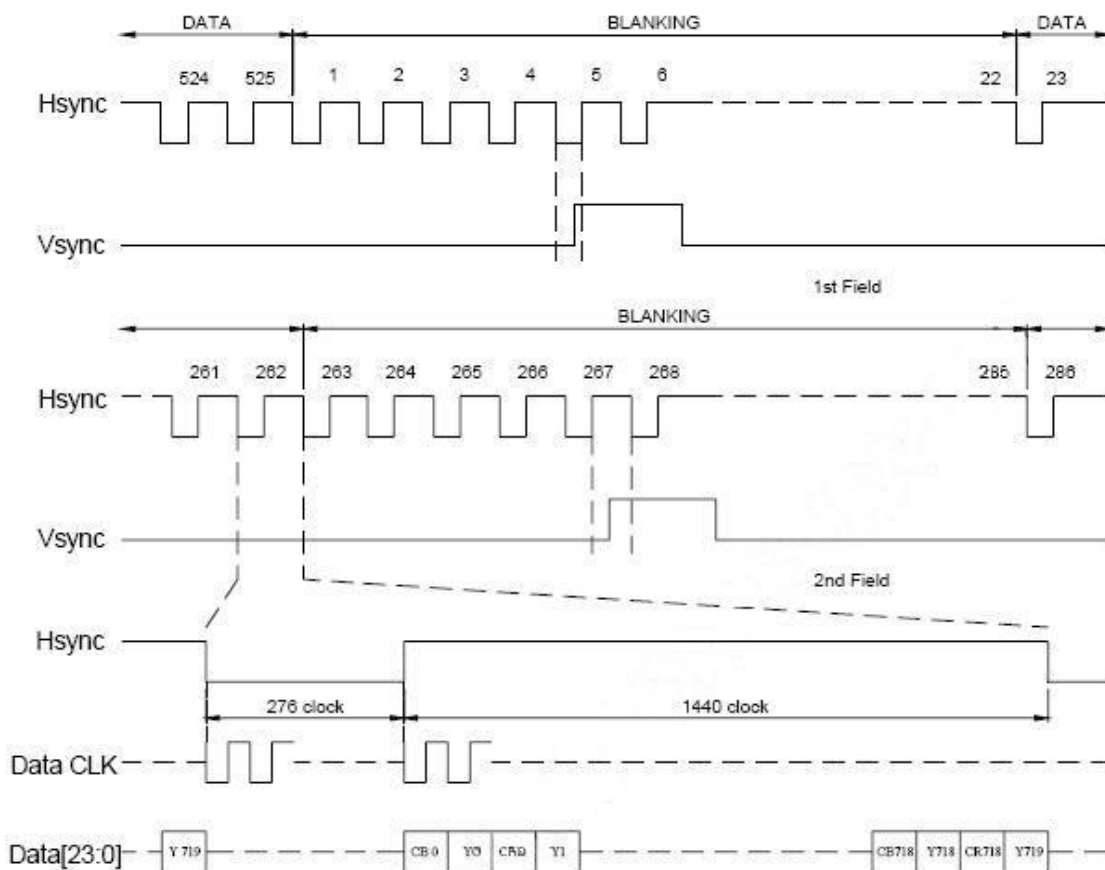 DATA BLANKING DATA
524 525 1 2 3 4 5 6 22 23
Hsync
Vsync
1st Field
BLANKING
261 262 263 264 265 266 267 268 285 286
Hsync
Vsync
2nd Field
Hsync
276 clock 1440 clock
Data CLK
Data[23:0] Y 719 CB 0 Y0 Y1 CB718 Y718 CR718 Y719